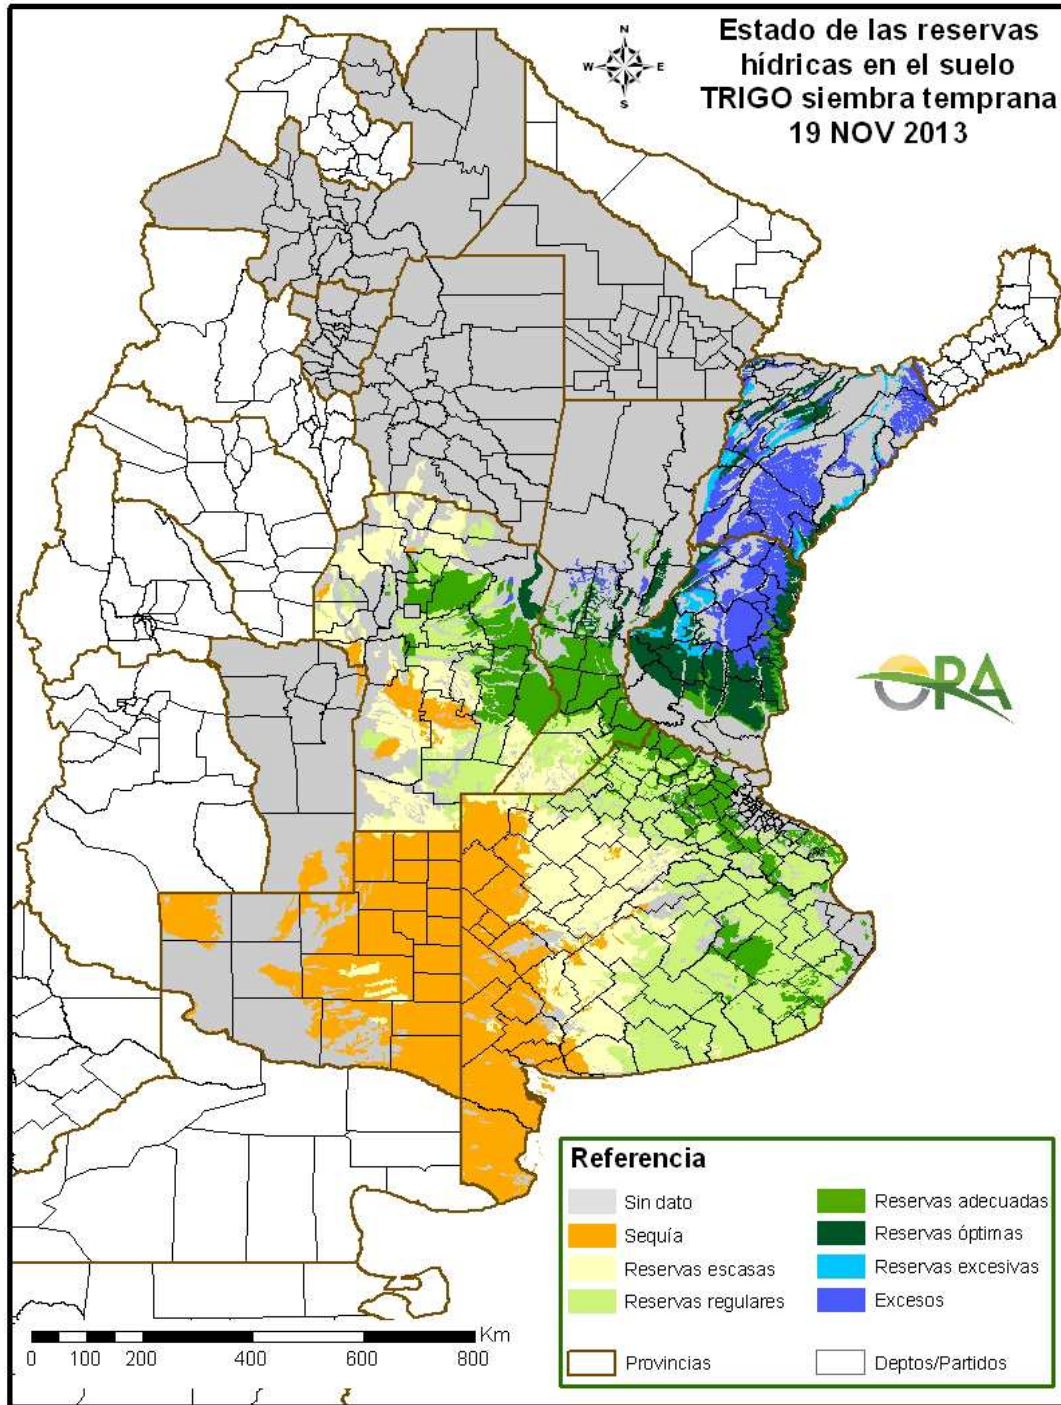 Estado de las reservas
hídricas en el suelo
TRIGO siembra temprana
19 NOV 2013
N
W E
S
ORA
Referencia
Sin dato
Sequía
Reservas escasas
Reservas regulares
Provincias
Reservas adecuadas
Reservas óptimas
Reservas excesivas
Excesos
Deptos/Partidos
Km
0 100 200 400 600 800